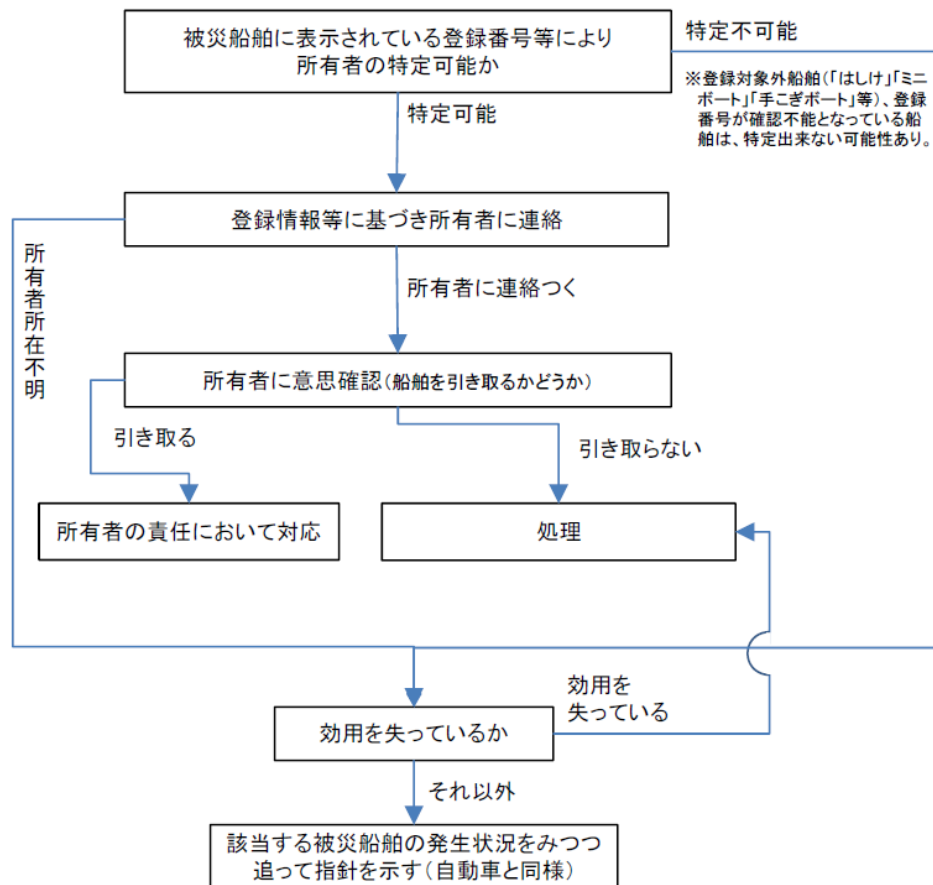 被災船舶に表示されている登録番号等により
所有者の特定可能か
特定不可能
※登録対象外船舶(「はしけ」「ミニ
ボート」「手こぎボート」等)、登録
番号が確認不能となっている船
舶は、特定出来ない可能性あり。
特定可能
登録情報等に基づき所有者に連絡
所有者所在不明
所有者に連絡つく
所有者に意思確認(船舶を引き取るかどうか)
引き取る
引き取らない
所有者の責任において対応
処理
効用を失っているか
効用を
失っている
それ以外
該当する被災船舶の発生状況をみつつ
追って指針を示す(自動車と同様)